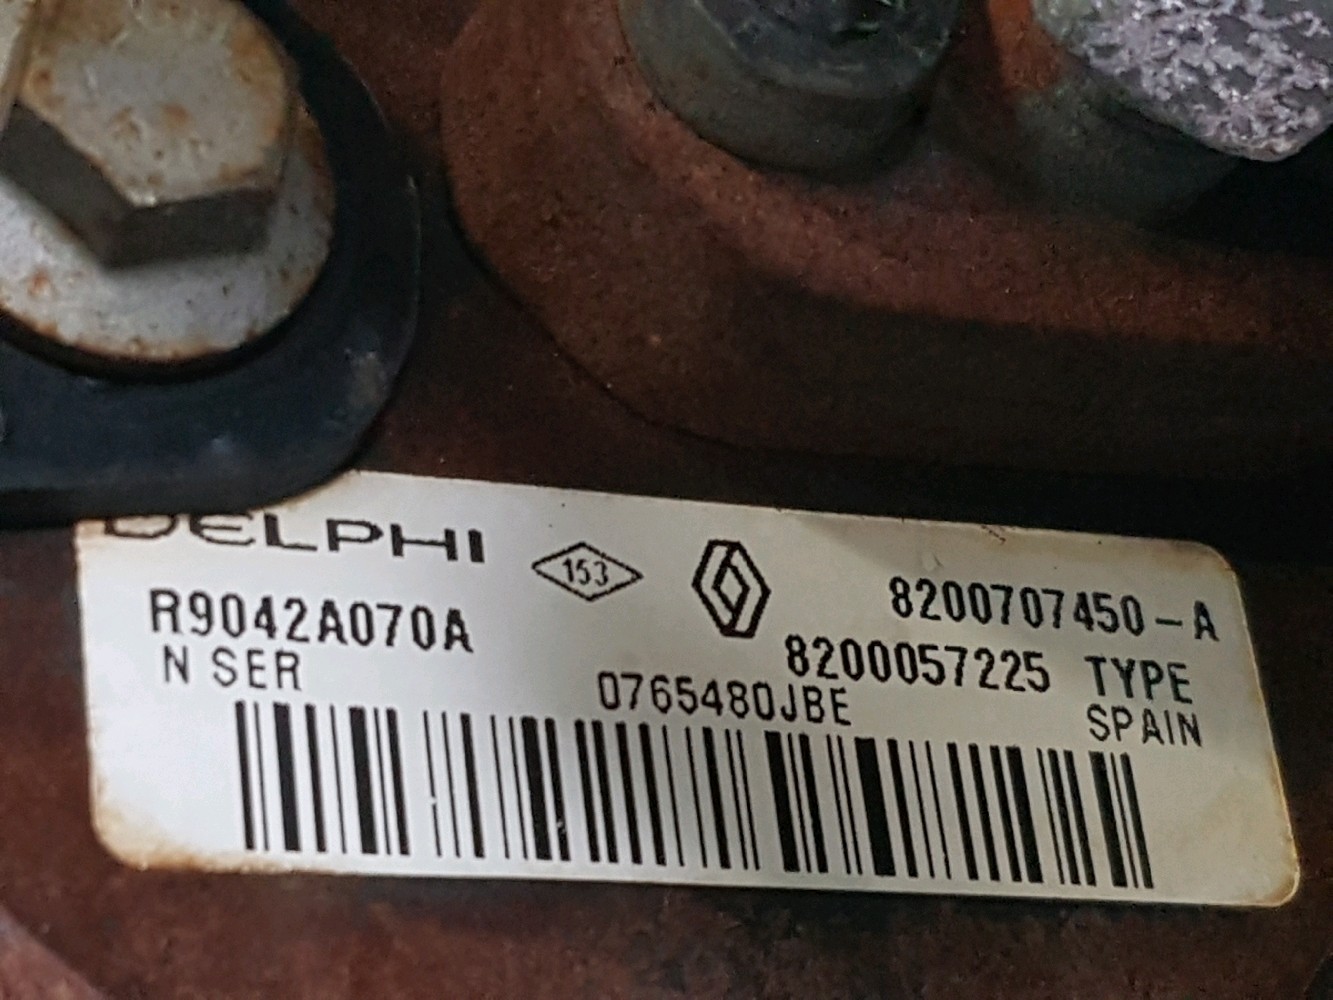 DELPHI
153
R9042A070A
8200707450-A
N SER
8200057225 TYPE
0765480JBE
SPAIN